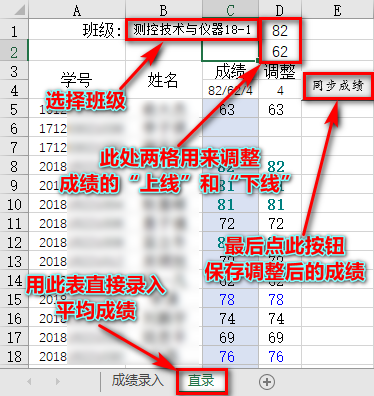 A B C D E
1 班级: 测控技术与仪器18-1 82
2 62
3 成绩 调整
4 学号 姓名 82/62/4 4 同步成绩
选择班级
5 63 63
6 1712
7 1712
此处两格用来调整
成绩的“上线”和“下线”
8 2018 82
9 2018 81
10 2018 81 81
11 2018 72 72
12 2018
最后点此按钮
保存调整后的成绩
13 2018
14 2018
用此表直接录入
平均成绩
15 2018 78 78
16 2018 74 74
17 2018 69 69
18 2018 76 76
成绩录入 直录